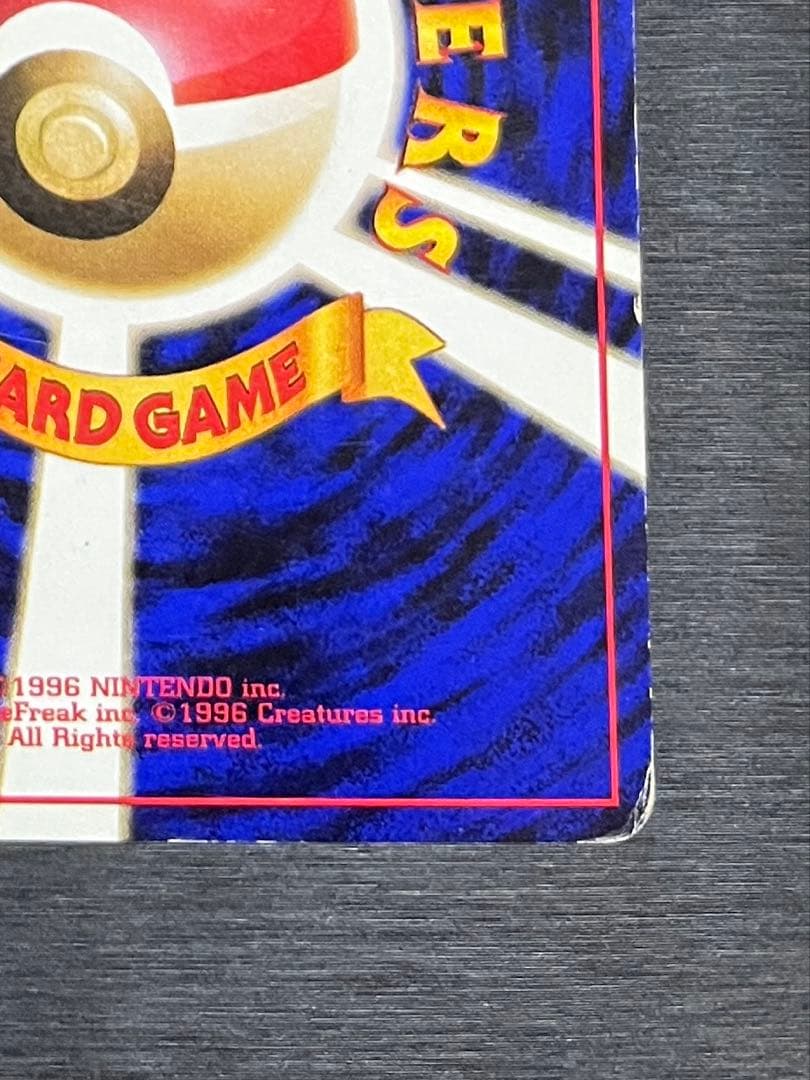 ERS
ARD GAME
1996 NINTENDO inc.
eFreak inc. ©1996 Creatures inc.
All Rights reserved.